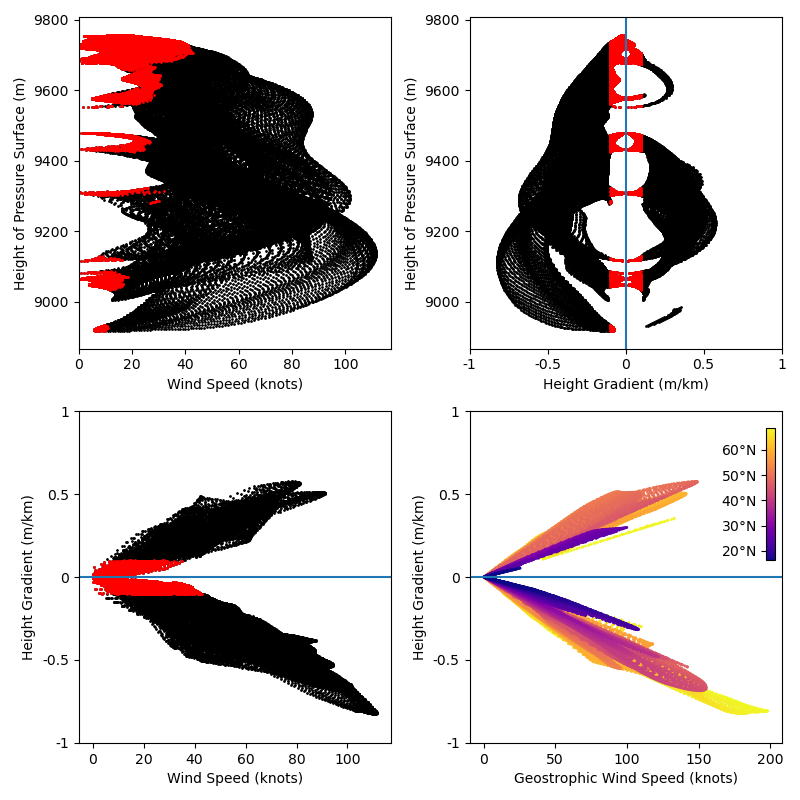 9800
9600
9400
9200
9000
Height of Pressure Surface (m)
0 20 40 60 80 100
Wind Speed (knots)
9800
9600
9400
9200
9000
Height of Pressure Surface (m)
-1 -0.5 0 0.5 1
Height Gradient (m/km)
1
0.5
0
-0.5
-1
Height Gradient (m/km)
0 20 40 60 80 100
Wind Speed (knots)
1
0.5
0
-0.5
-1
Height Gradient (m/km)
60°N
50°N
40°N
30°N
20°N
0 50 100 150 200
Geostrophic Wind Speed (knots)